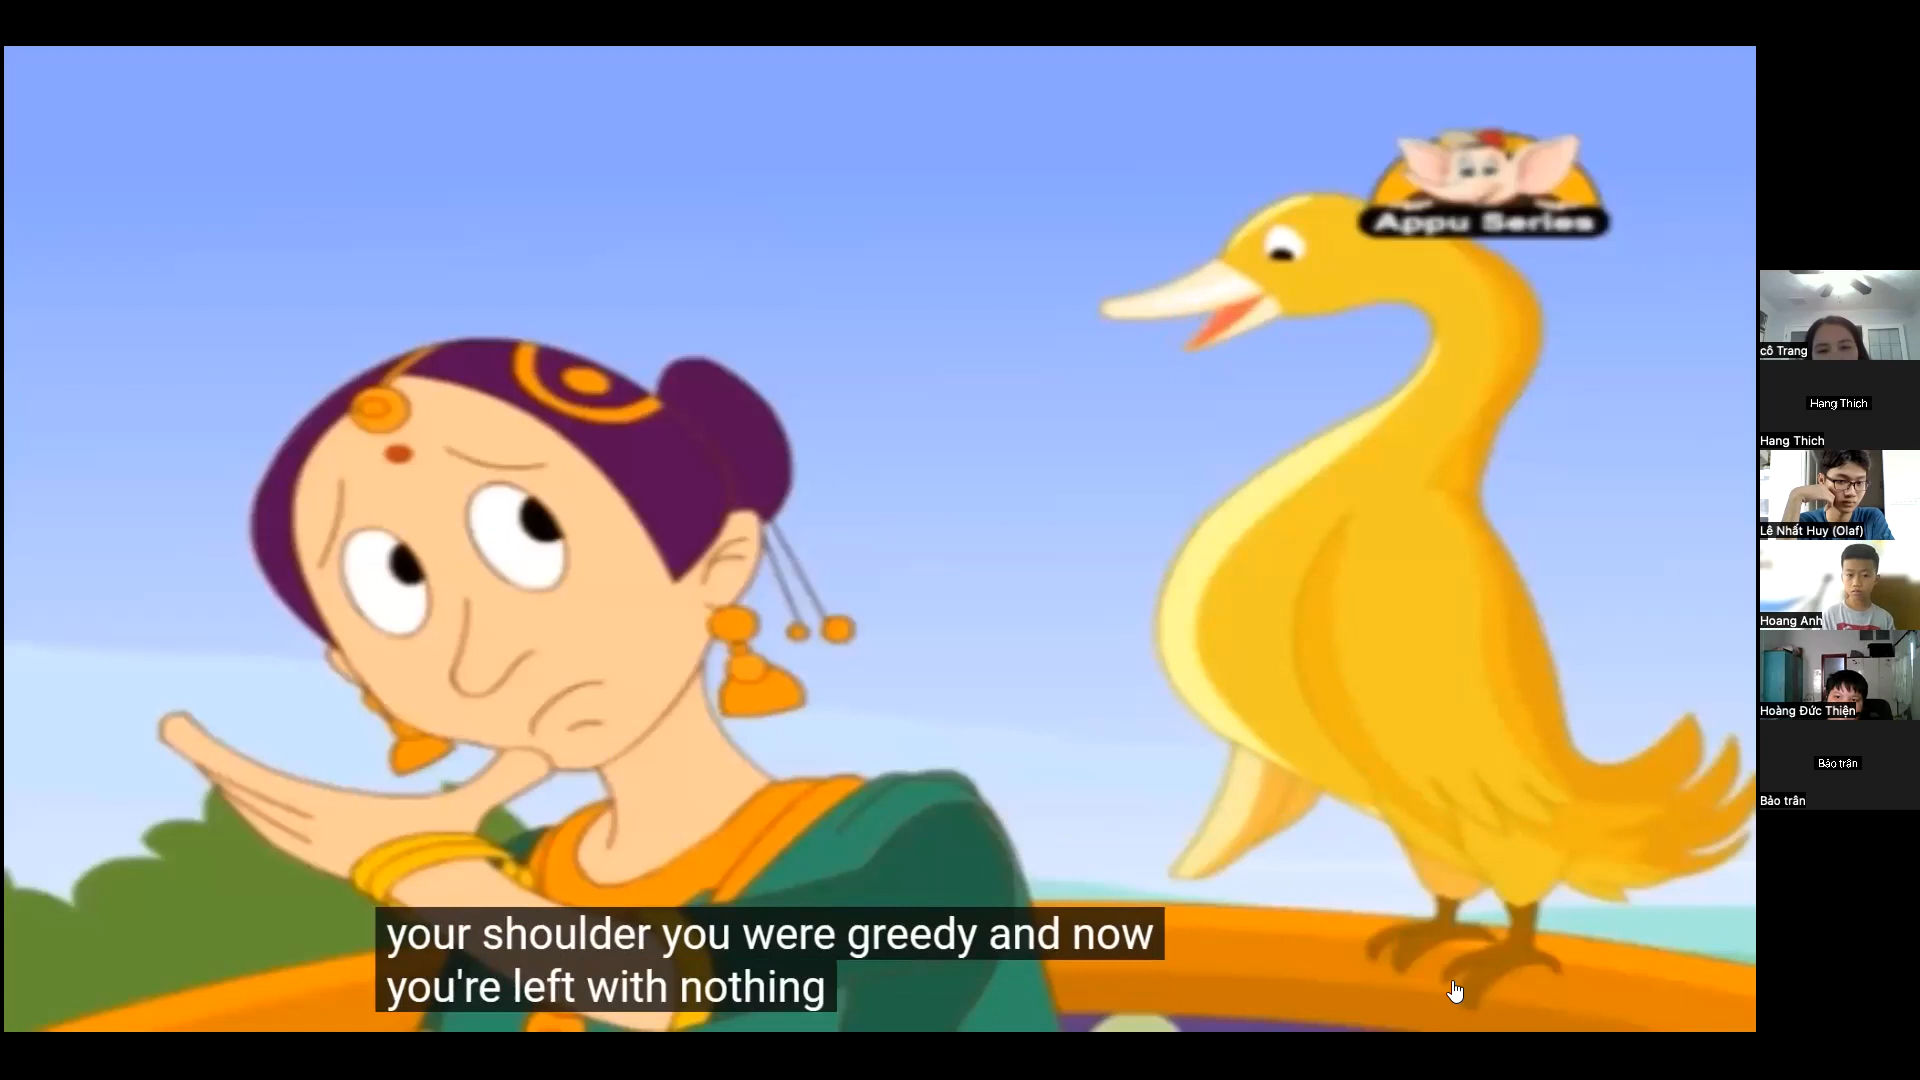 Appu Series
your shoulder you were greedy and now
you're left with nothing
cô Trang
Hang Thich
Hang Thich
Lê Nhất Huy (Olaf)
Hoang Anh
Hoàng Đức Thiện
Bảo trân
Bảo trân